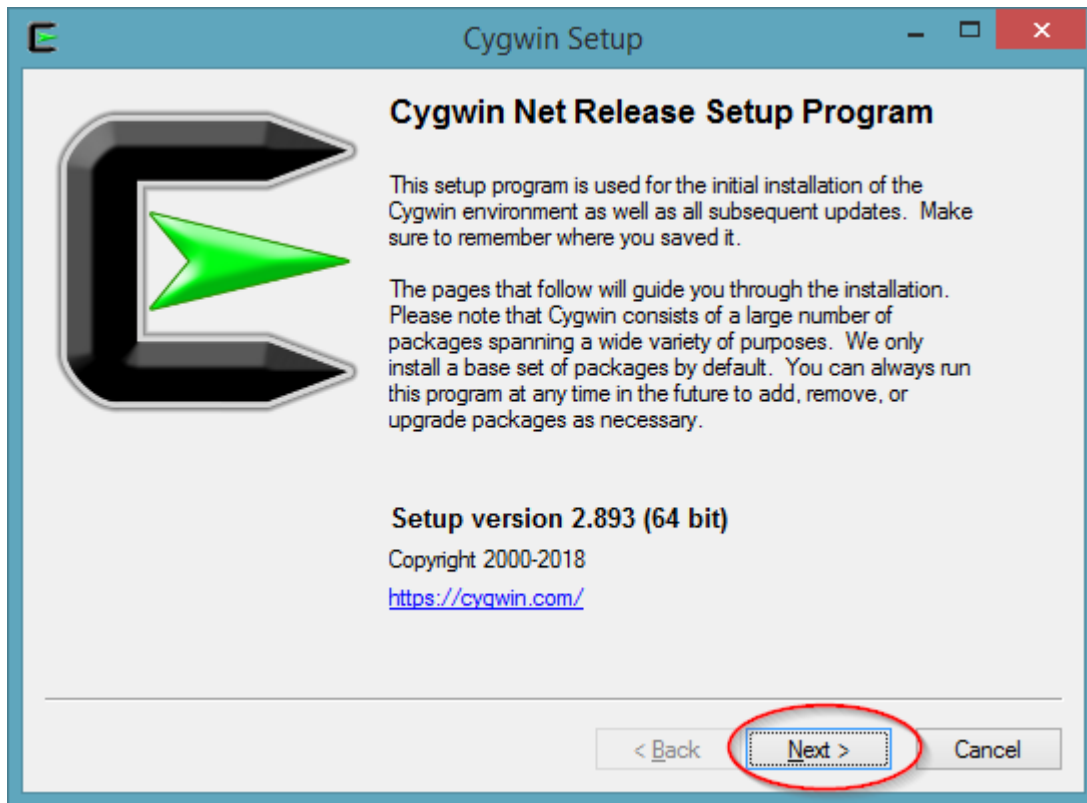 Cygwin Setup
Cygwin Net Release Setup Program
This setup program is used for the initial installation of the
Cygwin environment as well as all subsequent updates.  Make
sure to remember where you saved it.
The pages that follow will guide you through the installation.
Please note that Cygwin consists of a large number of
packages spanning a wide variety of purposes.  We only
install a base set of packages by default.  You can always run
this program at any time in the future to add, remove, or
upgrade packages as necessary.
Setup version 2.893 (64 bit)
Copyright 2000-2018
https://cygwin.com/
< Back
Next >
Cancel